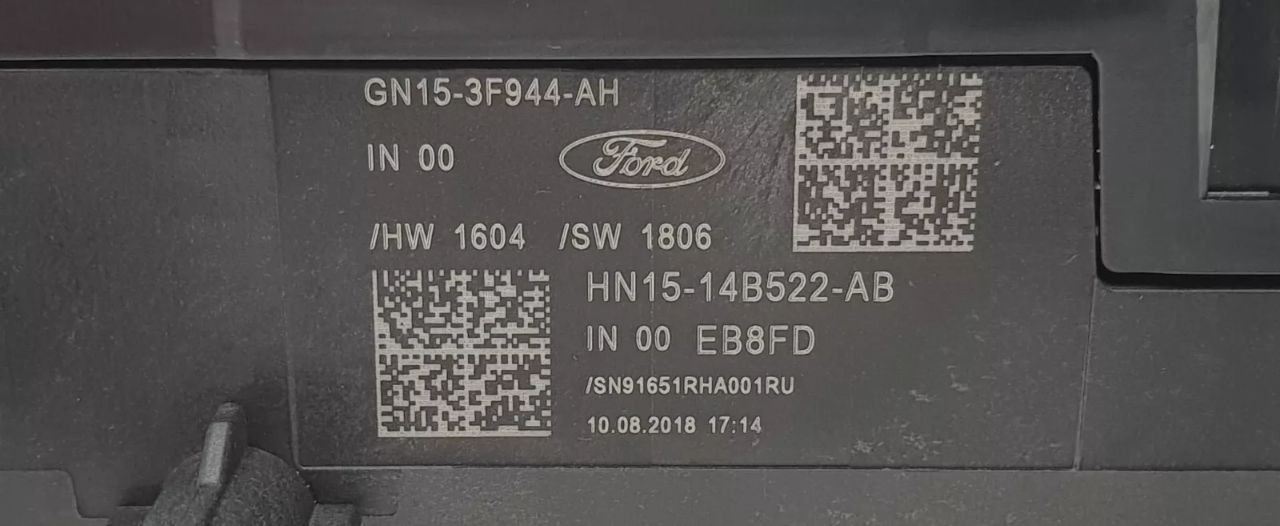 GN15-3F944-AH
IN 00
Ford
/HW 1604 /SW 1806
HN15-14B522-AB
IN 00 EB8FD
/SN91651RHA001RU
10.08.2018 17:14